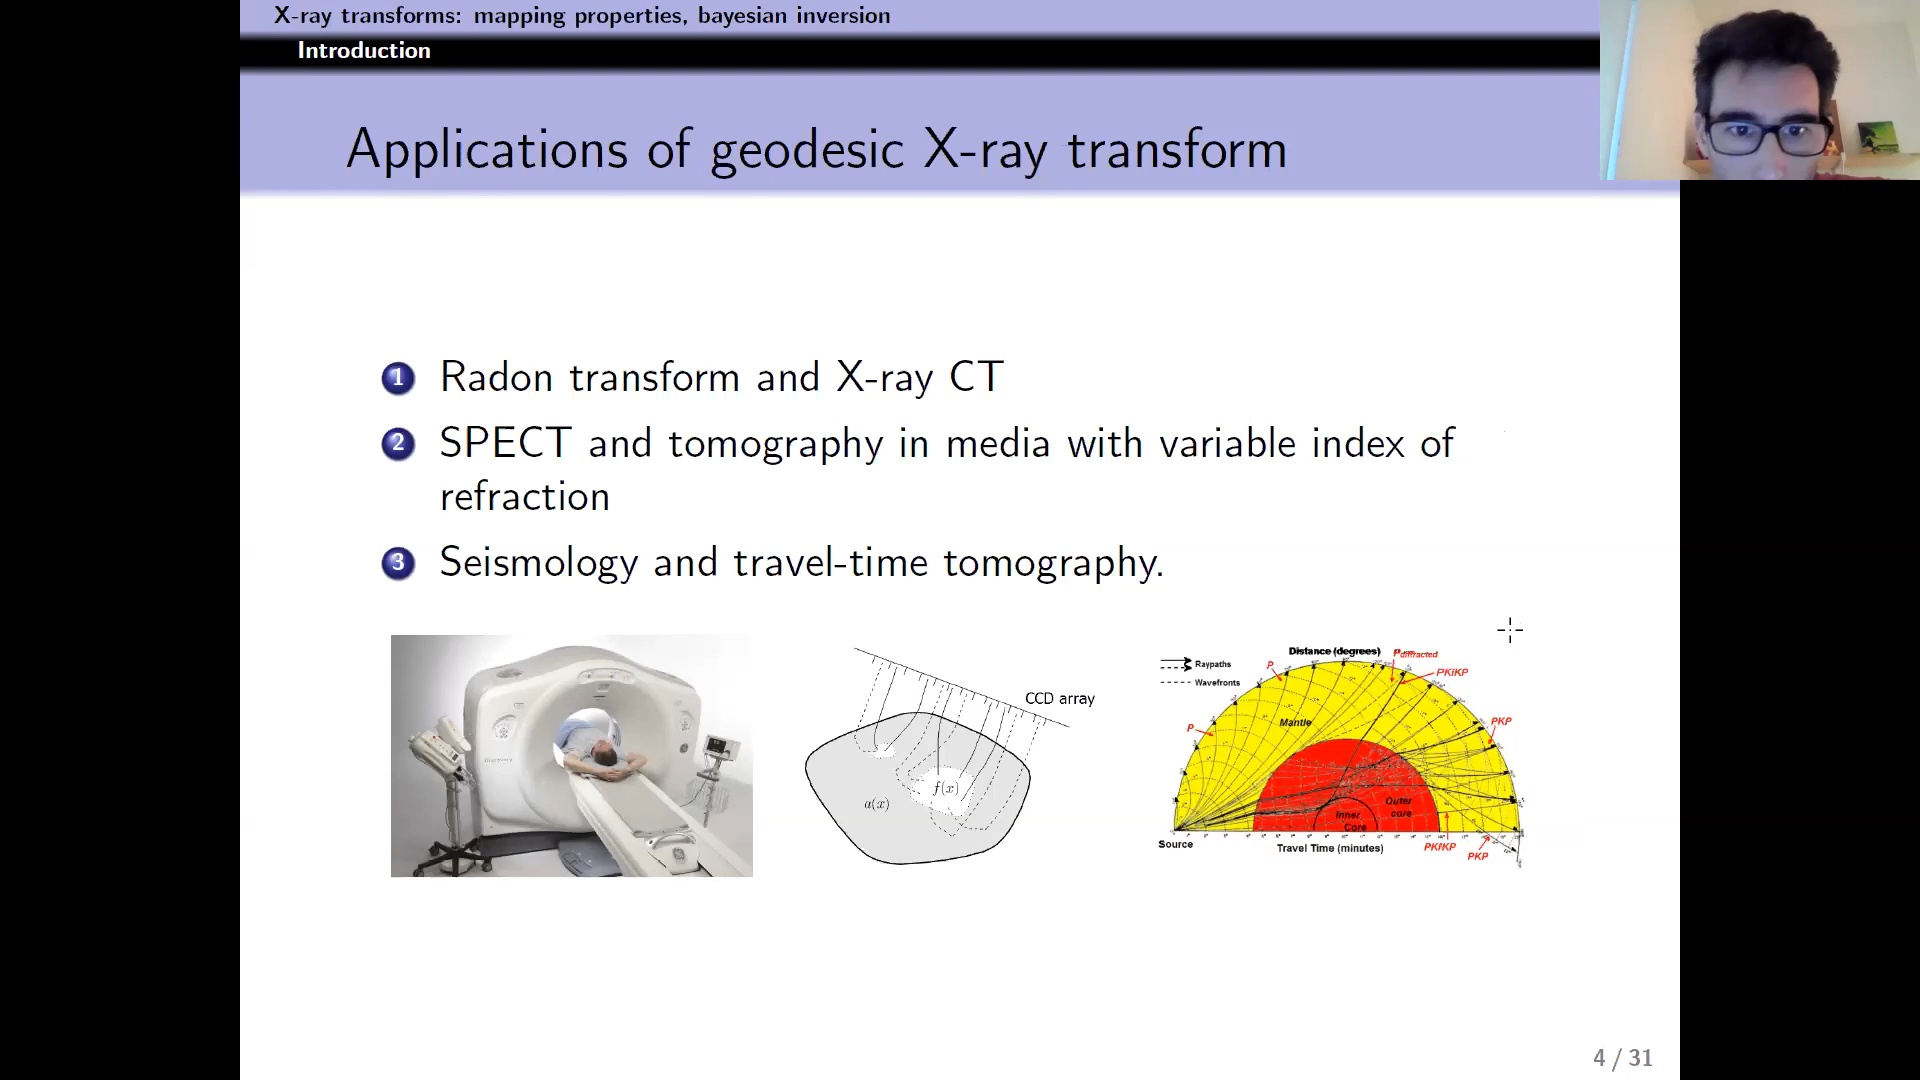 X-ray transforms: mapping properties, bayesian inversion
Introduction
Applications of geodesic X-ray transform
1 Radon transform and X-ray CT
2 SPECT and tomography in media with variable index of
refraction
3 Seismology and travel-time tomography.
CCD array
a(x)
f(x)
Raypaths
Wavefronts
Distance (degrees)
P
diffracted
PKiKP
P
Mantle
PKP
Outer
core
Inner
Core
Source
Travel Time (minutes)
PKIKP
PKP
4 / 31